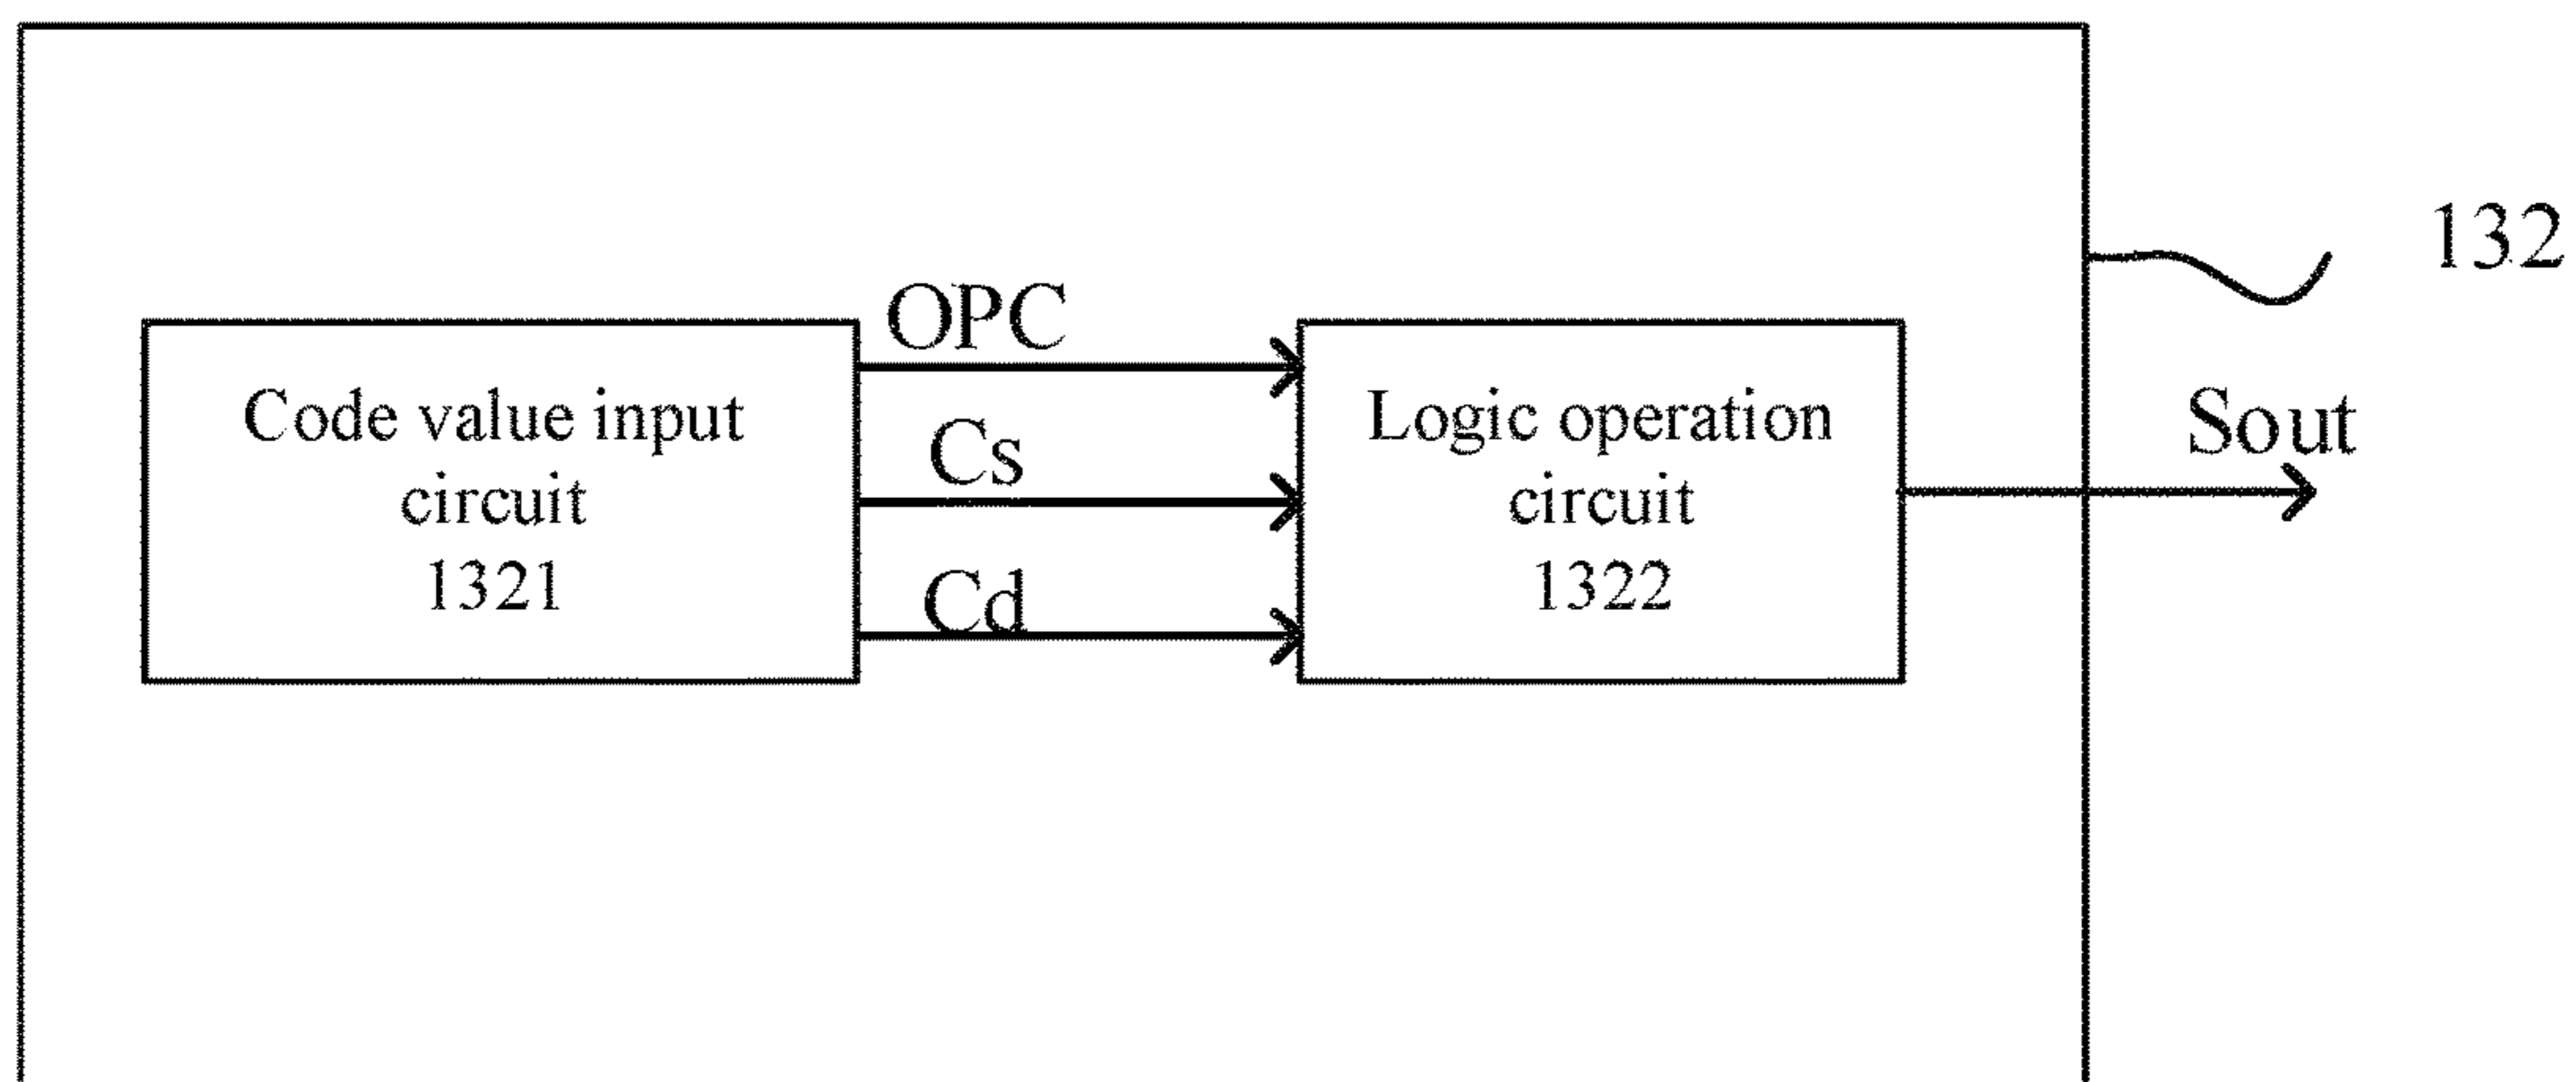 132
OPC
Code value input
circuit
1321
Cs
Cd
Logic operation
circuit
1322
Sout